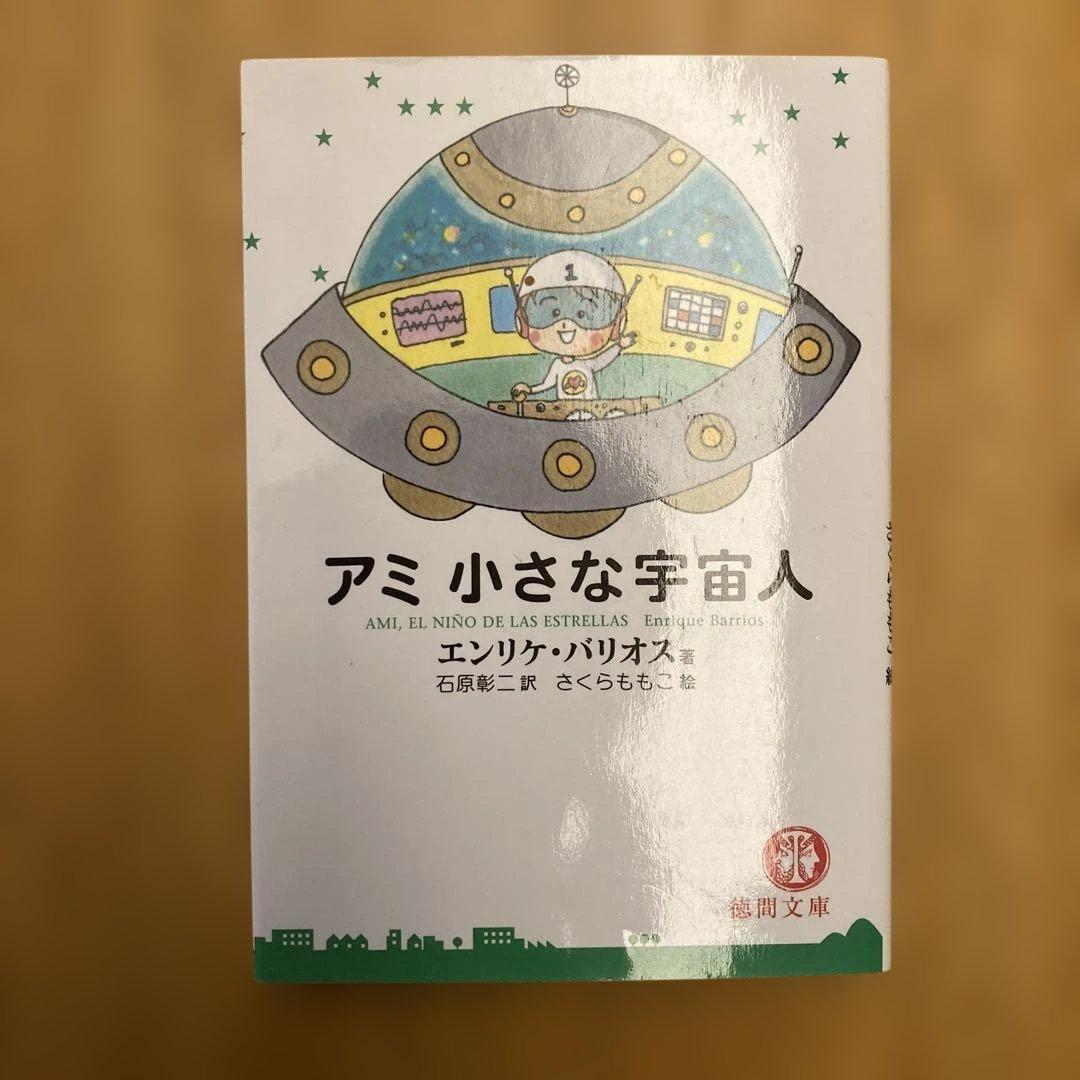 1
アミ 小さな宇宙人
AMI, EL NIÑO DE LAS ESTRELLAS Enrique Barrios
エンリケ・バリオス 著
石原彰二 訳 さくらももこ 絵
徳間文庫